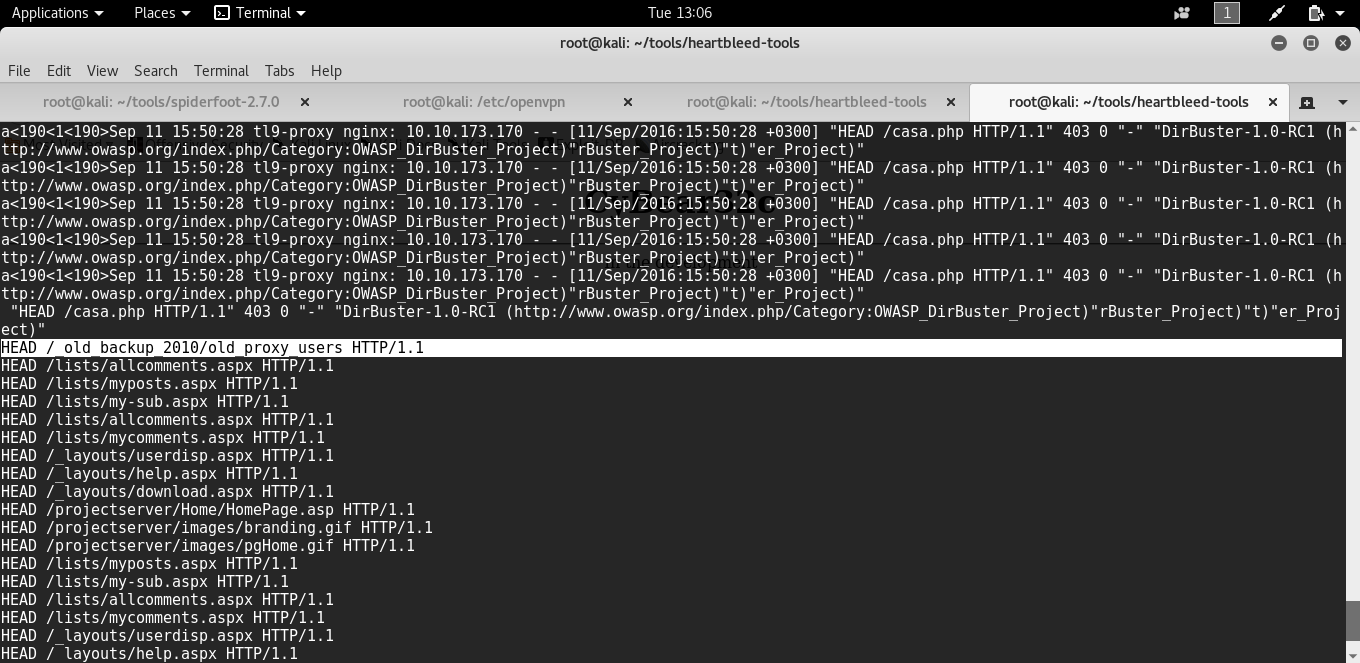 Applications Places Terminal Tue 13:06 1
root@kali: ~/tools/heartbleed-tools
File Edit View Search Terminal Tabs Help
root@kali: ~/tools/spiderfoot-2.7.0 root@kali: /etc/openvpn root@kali: ~/tools/heartbleed-tools root@kali: ~/tools/heartbleed-tools
a<190<1<190>Sep 11 15:50:28 tl9-proxy nginx: 10.10.173.170 - - [11/Sep/2016:15:50:28 +0300] "HEAD /casa.php HTTP/1.1" 403 0 "-" "DirBuster-1.0-RC1 (h
ttp://www.owasp.org/index.php/Category:OWASP_DirBuster_Project)"rBuster_Project)"t)"er_Project)"
a<190<1<190>Sep 11 15:50:28 tl9-proxy nginx: 10.10.173.170 - - [11/Sep/2016:15:50:28 +0300] "HEAD /casa.php HTTP/1.1" 403 0 "-" "DirBuster-1.0-RC1 (h
ttp://www.owasp.org/index.php/Category:OWASP_DirBuster_Project)"rBuster_Project)"t)"er_Project)"
a<190<1<190>Sep 11 15:50:28 tl9-proxy nginx: 10.10.173.170 - - [11/Sep/2016:15:50:28 +0300] "HEAD /casa.php HTTP/1.1" 403 0 "-" "DirBuster-1.0-RC1 (h
ttp://www.owasp.org/index.php/Category:OWASP_DirBuster_Project)"rBuster_Project)"t)"er_Project)"
a<190<1<190>Sep 11 15:50:28 tl9-proxy nginx: 10.10.173.170 - - [11/Sep/2016:15:50:28 +0300] "HEAD /casa.php HTTP/1.1" 403 0 "-" "DirBuster-1.0-RC1 (h
ttp://www.owasp.org/index.php/Category:OWASP_DirBuster_Project)"rBuster_Project)"t)"er_Project)"
a<190<1<190>Sep 11 15:50:28 tl9-proxy nginx: 10.10.173.170 - - [11/Sep/2016:15:50:28 +0300] "HEAD /casa.php HTTP/1.1" 403 0 "-" "DirBuster-1.0-RC1 (h
ttp://www.owasp.org/index.php/Category:OWASP_DirBuster_Project)"rBuster_Project)"t)"er_Project)"
"HEAD /casa.php HTTP/1.1" 403 0 "-" "DirBuster-1.0-RC1 (http://www.owasp.org/index.php/Category:OWASP_DirBuster_Project)"rBuster_Project)"t)"er_Proj
ect)"
HEAD /_old_backup_2010/old_proxy_users HTTP/1.1
HEAD /lists/allcomments.aspx HTTP/1.1
HEAD /lists/myposts.aspx HTTP/1.1
HEAD /lists/my-sub.aspx HTTP/1.1
HEAD /lists/allcomments.aspx HTTP/1.1
HEAD /lists/mycomments.aspx HTTP/1.1
HEAD /_layouts/userdisp.aspx HTTP/1.1
HEAD /_layouts/help.aspx HTTP/1.1
HEAD /_layouts/download.aspx HTTP/1.1
HEAD /projectserver/Home/HomePage.asp HTTP/1.1
HEAD /projectserver/images/branding.gif HTTP/1.1
HEAD /projectserver/images/pgHome.gif HTTP/1.1
HEAD /lists/myposts.aspx HTTP/1.1
HEAD /lists/my-sub.aspx HTTP/1.1
HEAD /lists/allcomments.aspx HTTP/1.1
HEAD /lists/mycomments.aspx HTTP/1.1
HEAD /_layouts/userdisp.aspx HTTP/1.1
HEAD /_layouts/help.aspx HTTP/1.1